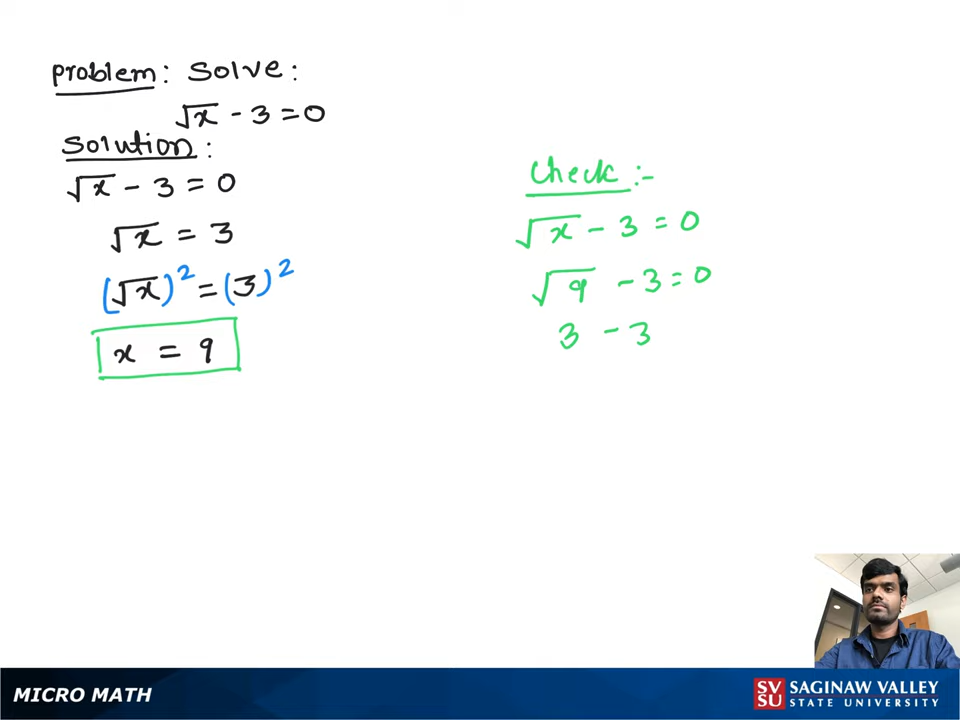 Problem: Solve:
√x - 3 = 0
Solution:
√x - 3 = 0
√x = 3
(√x)² = (3)²
x = 9
Check:-
√x - 3 = 0
√9 - 3 = 0
3 - 3
MICRO MATH
SV
SU
SAGINAW VALLEY
STATE UNIVERSITY